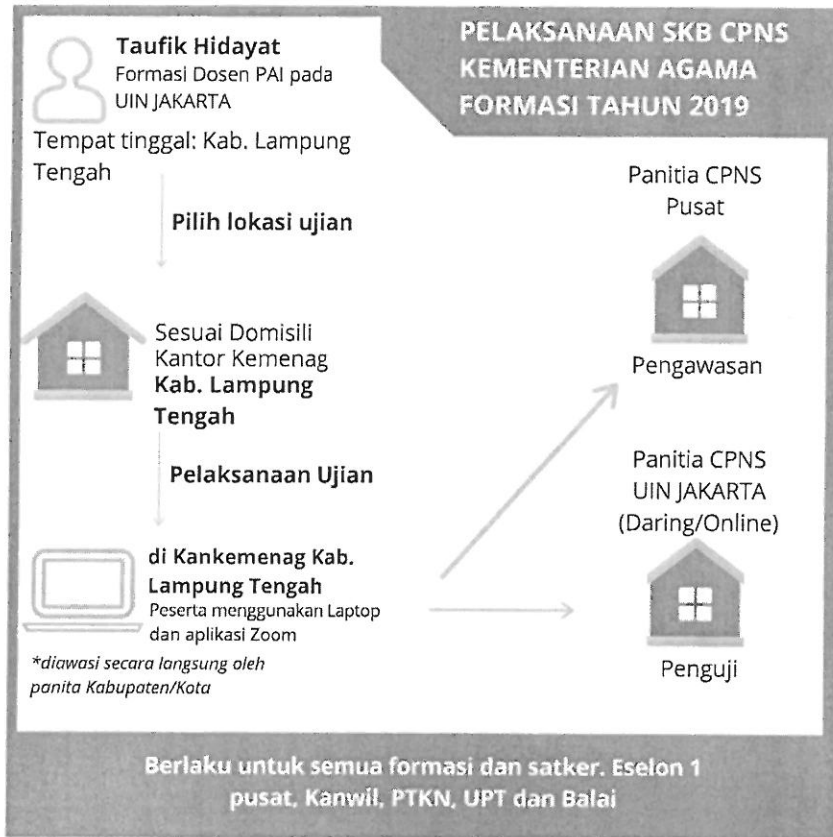 PELAKSANAAN SKB CPNS
KEMENTERIAN AGAMA
FORMASI TAHUN 2019
Taufik Hidayat
Formasi Dosen PAI pada
UIN JAKARTA
Tempat tinggal: Kab. Lampung
Tengah
Pilih lokasi ujian
Sesuai Domisili
Kantor Kemenag
Kab. Lampung
Tengah
Pelaksanaan Ujian
di Kankemenag Kab.
Lampung Tengah
Peserta menggunakan Laptop
dan aplikasi Zoom
*diawasi secara langsung oleh
panita Kabupaten/Kota
Panitia CPNS
Pusat
Pengawasan
Panitia CPNS
UIN JAKARTA
(Daring/Online)
Penguji
Berlaku untuk semua formasi dan satker. Eselon 1
pusat, Kanwil, PTKN, UPT dan Balai